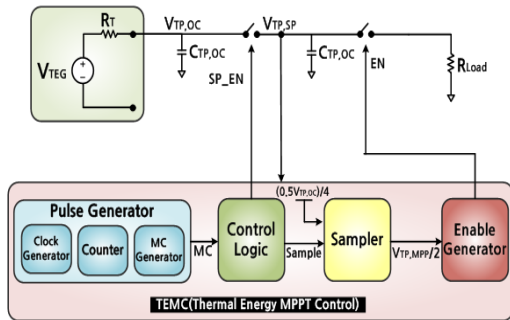 RT
VTP,OC
VTP,SP
VTEG
CTP,OC
CTP,OC
SP_EN
EN
RLoad
(0.5VTP,OC)/4
Pulse Generator
Clock Generator
Counter
MC Generator
MC
Control Logic
Sample
Sampler
VTP,MPP/2
Enable Generator
TEMC(Thermal Energy MPPT Control)